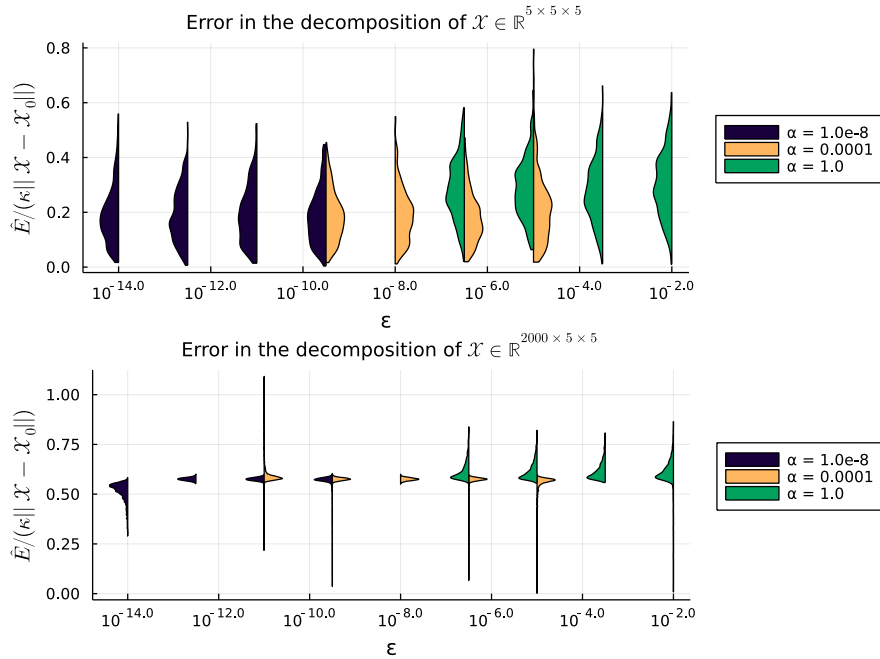 Error in the decomposition of 𝒳 ∈ ℝ^{5 × 5 × 5}
Ê/(κ|| 𝒳 − 𝒳₀||)
0.8
0.6
0.4
0.2
0.0
10^{-14.0} 10^{-12.0} 10^{-10.0} 10^{-8.0} 10^{-6.0} 10^{-4.0} 10^{-2.0}
ε
α = 1.0e-8
α = 0.0001
α = 1.0
Error in the decomposition of 𝒳 ∈ ℝ^{2000 × 5 × 5}
Ê/(κ|| 𝒳 − 𝒳₀||)
1.00
0.75
0.50
0.25
0.00
10^{-14.0} 10^{-12.0} 10^{-10.0} 10^{-8.0} 10^{-6.0} 10^{-4.0} 10^{-2.0}
ε
α = 1.0e-8
α = 0.0001
α = 1.0